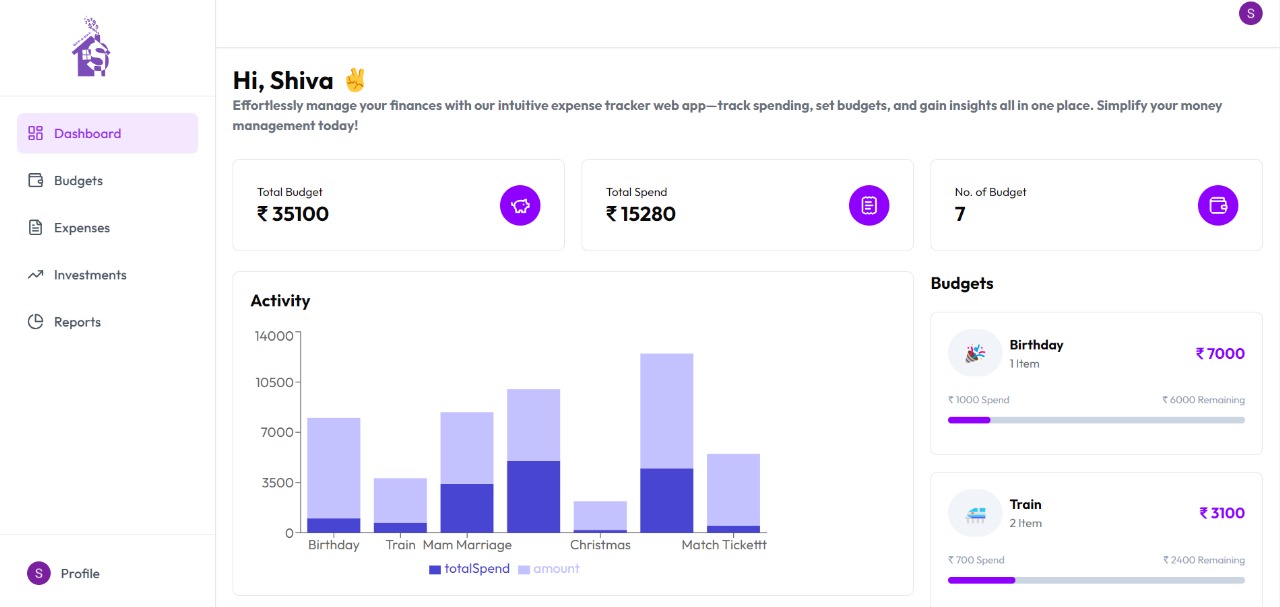 S
Hi, Shiva ✌️
Effortlessly manage your finances with our intuitive expense tracker web app—track spending, set budgets, and gain insights all in one place. Simplify your money
management today!
Dashboard
Budgets
Expenses
Investments
Reports
S Profile
Total Budget
₹ 35100
Total Spend
₹ 15280
No. of Budget
7
Activity
14000
10500
7000
3500
0
Birthday Train Mam Marriage Christmas Match Tickettt
totalSpend amount
Budgets
Birthday
1 Item
₹ 7000
₹ 1000 Spend ₹ 6000 Remaining
Train
2 Item
₹ 3100
₹ 700 Spend ₹ 2400 Remaining